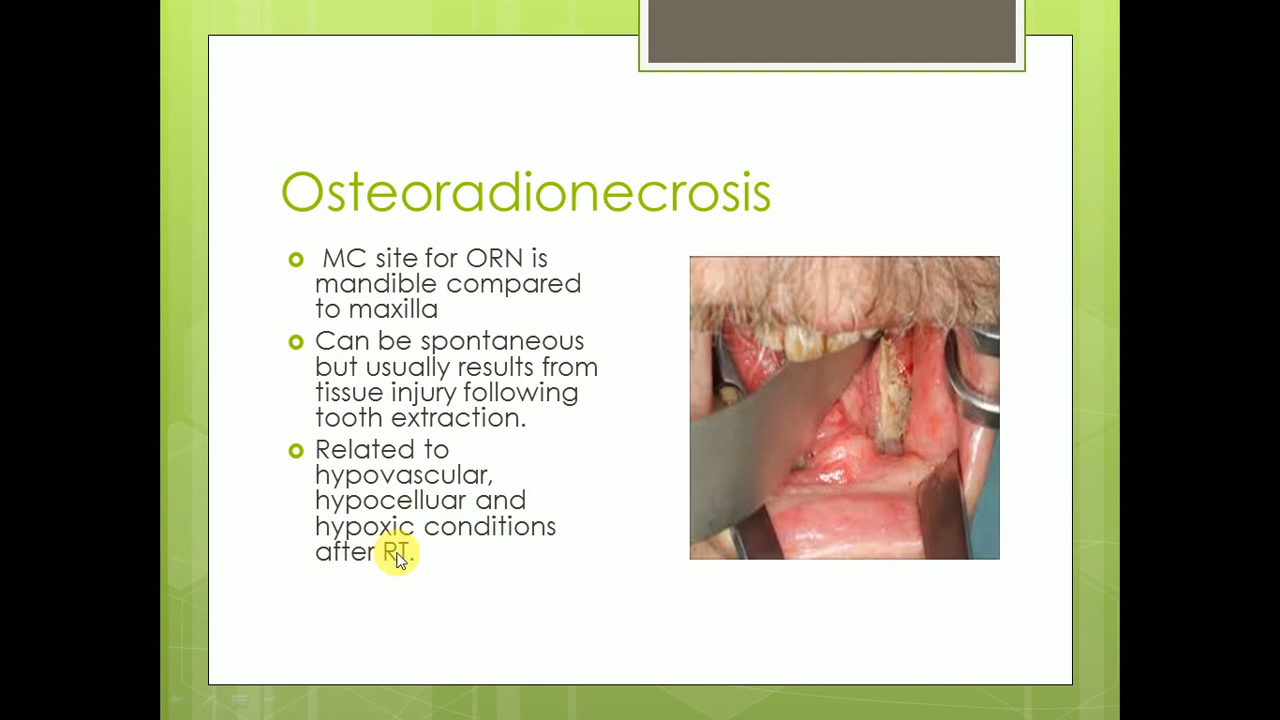 Osteoradionecrosis
MC site for ORN is
mandible compared
to maxilla
Can be spontaneous
but usually results from
tissue injury following
tooth extraction.
Related to
hypovascular,
hypocelluar and
hypoxic conditions
after RT.